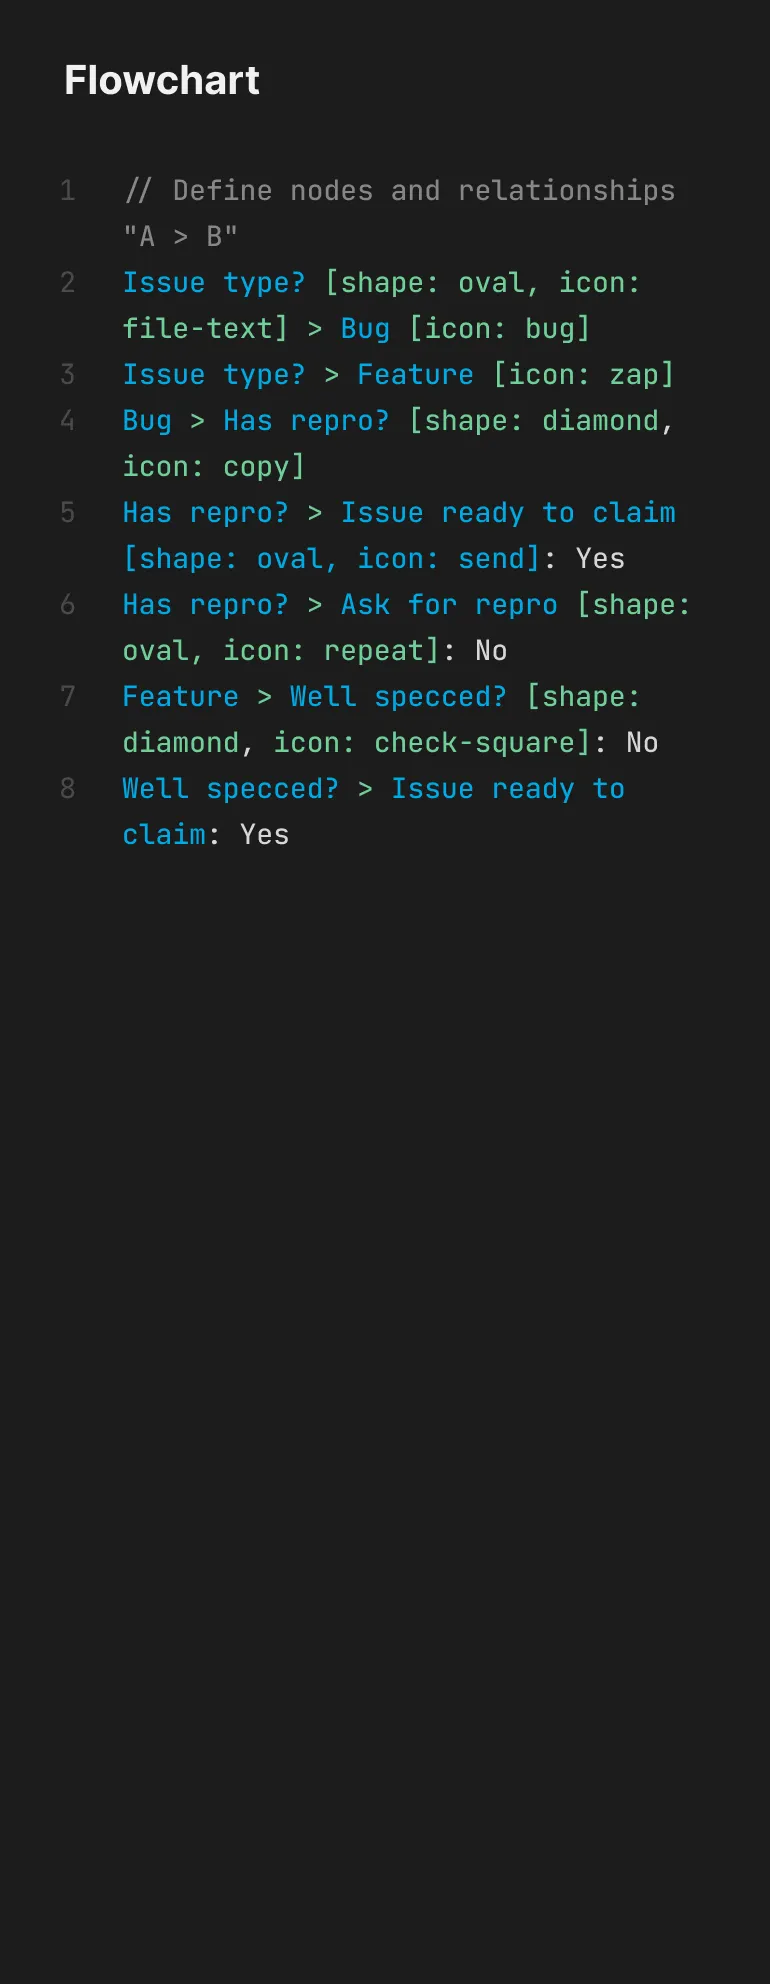 Flowchart
1 // Define nodes and relationships
"A > B"
2 Issue type? [shape: oval, icon:
file-text] > Bug [icon: bug]
3 Issue type? > Feature [icon: zap]
4 Bug > Has repro? [shape: diamond,
icon: copy]
5 Has repro? > Issue ready to claim
[shape: oval, icon: send]: Yes
6 Has repro? > Ask for repro [shape:
oval, icon: repeat]: No
7 Feature > Well specced? [shape:
diamond, icon: check-square]: No
8 Well specced? > Issue ready to
claim: Yes